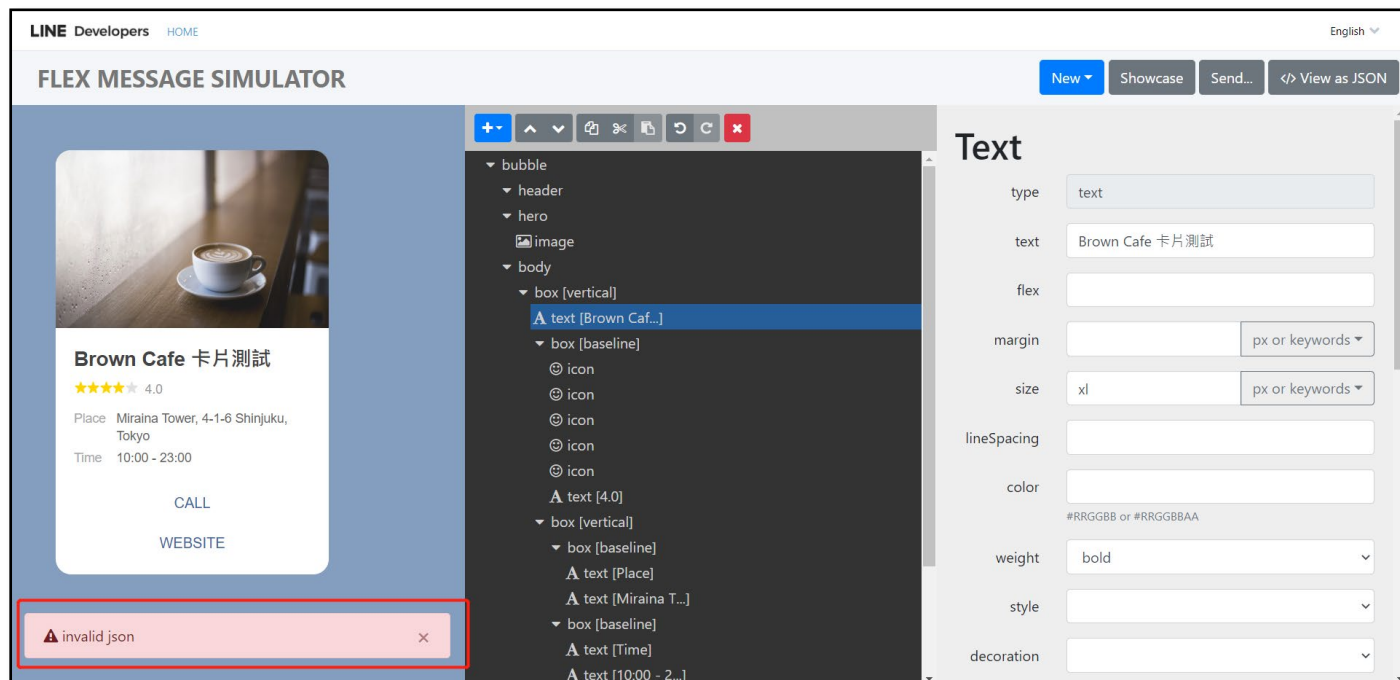 LINE Developers HOME English
FLEX MESSAGE SIMULATOR New Showcase Send... </> View as JSON
Brown Cafe 卡片測試
4.0
Place Miraina Tower, 4-1-6 Shinjuku,
Tokyo
Time 10:00 - 23:00
CALL
WEBSITE
invalid json ×
bubble
header
hero
image
body
box [vertical]
A text [Brown Caf...]
box [baseline]
icon
icon
icon
icon
icon
A text [4.0]
box [vertical]
box [baseline]
A text [Place]
A text [Miraina T...]
box [baseline]
A text [Time]
A text [10:00 - 2...]
Text
type text
text Brown Cafe 卡片測試
flex
margin px or keywords
size xl px or keywords
lineSpacing
color
#RRGGBB or #RRGGBBAA
weight bold
style
decoration